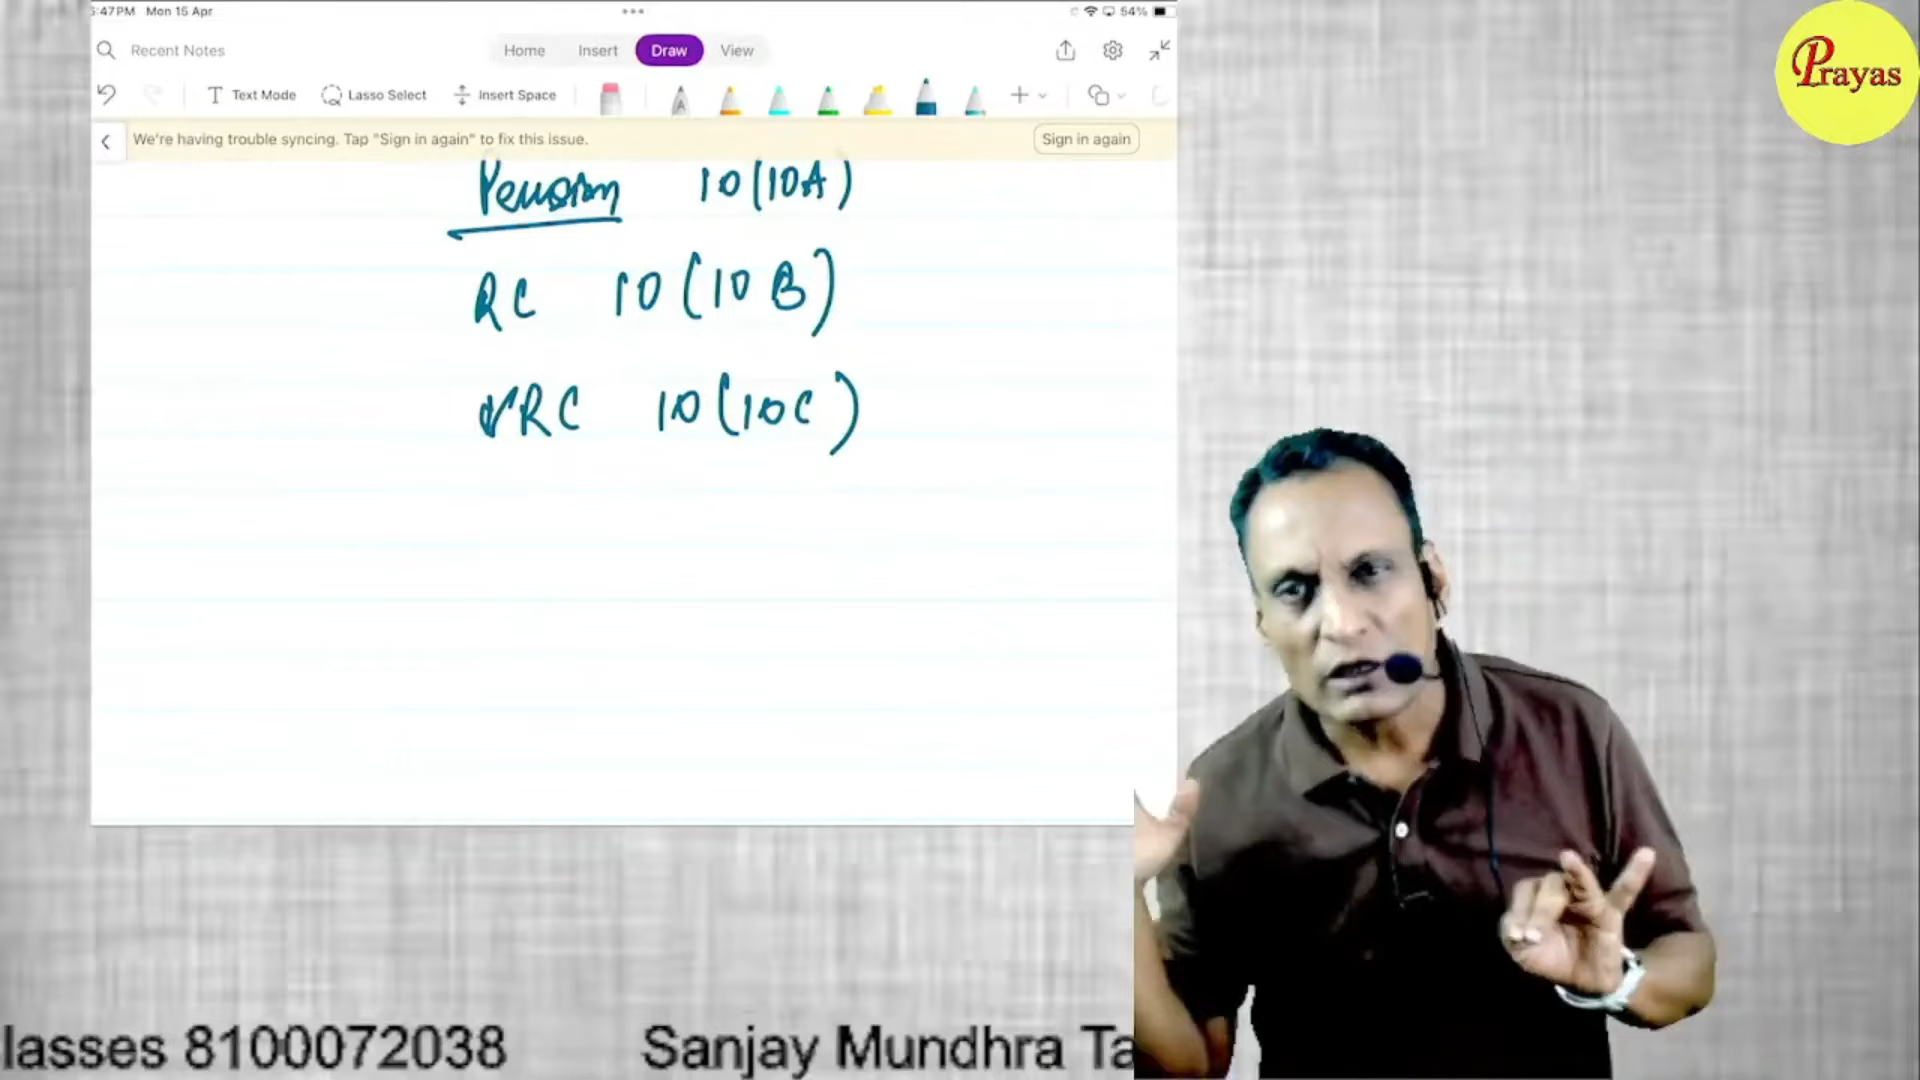 :47PM Mon 15 Apr
54%
Recent Notes
Home Insert Draw View
Text Mode Lasso Select Insert Space
We're having trouble syncing. Tap "Sign in again" to fix this issue.
Sign in again
Prayas
Pension 10(10A)
RC 10(10B)
VRC 10(10C)
lasses 8100072038 Sanjay Mundhra Ta